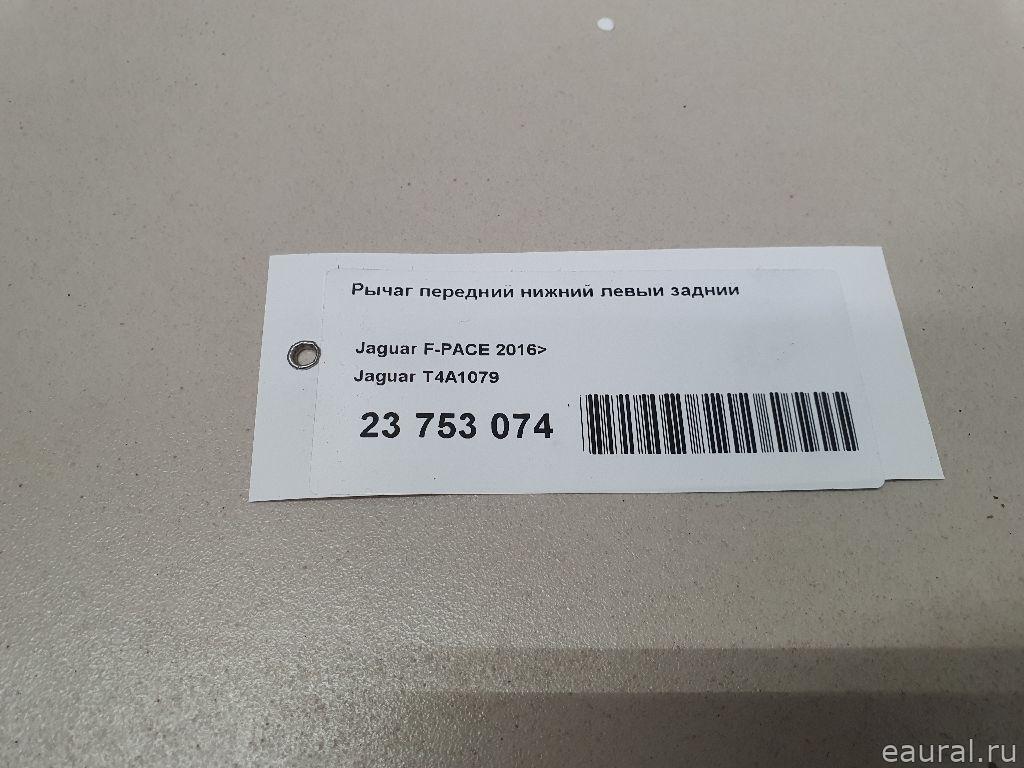 Рычаг передний нижний левый задний
Jaguar F-PACE 2016>
Jaguar T4A1079
23 753 074
eaural.ru